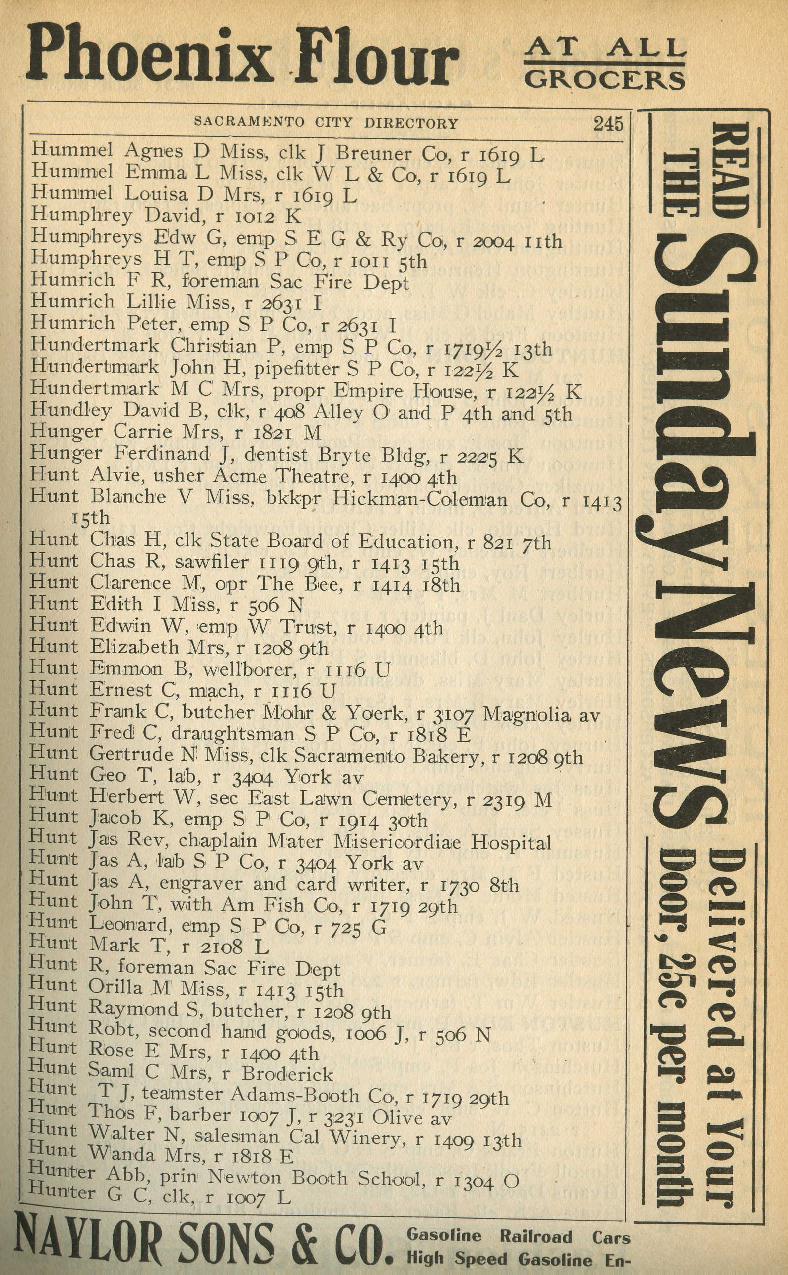 Phoenix Flour AT ALL GROCERS
SACRAMENTO CITY DIRECTORY 245
Hummel Agnes D Miss, clk J Breuner Co, r 1619 L
Hummel Emma L Miss, clk W L & Co, r 1619 L
Hummel Louisa D Mrs, r 1619 L
Humphrey David, r 1012 K
Humphreys Edw G, emp S E G & Ry Co, r 2004 11th
Humphreys H T, emp S P Co, r 1011 5th
Humrich F R, foreman Sac Fire Dept
Humrich Lillie Miss, r 2631 I
Humrich Peter, emp S P Co, r 2631 I
Hundertmark Christian P, emp S P Co, r 1719½ 13th
Hundertmark John H, pipefitter S P Co, r 122½ K
Hundertmark M C Mrs, propr Empire House, r 122½ K
Hundley David B, clk, r 408 Alley O and P 4th and 5th
Hunger Carrie Mrs, r 1821 M
Hunger Ferdinand J, dentist Bryte Bldg, r 2225 K
Hunt Alvie, usher Acme Theatre, r 1400 4th
Hunt Blanche V Miss, bkkpr Hickman-Coleman Co, r 1413
15th
Hunt Chas H, clk State Board of Education, r 821 7th
Hunt Chas R, sawfiler 1119 9th, r 1413 15th
Hunt Clarence M, opr The Bee, r 1414 18th
Hunt Edith I Miss, r 506 N
Hunt Edwin W, emp W Trust, r 1400 4th
Hunt Elizabeth Mrs, r 1208 9th
Hunt Emmon B, wellborer, r 1116 U
Hunt Ernest C, mach, r 1116 U
Hunt Frank C, butcher Mohr & Yoerk, r 3107 Magnolia av
Hunt Fred C, draughtsman S P Co, r 1818 E
Hunt Gertrude N Miss, clk Sacramento Bakery, r 1208 9th
Hunt Geo T, lab, r 3404 York av
Hunt Herbert W, sec East Lawn Cemetery, r 2319 M
Hunt Jacob K, emp S P Co, r 1914 30th
Hunt Jas Rev, chaplain Mater Misericordiae Hospital
Hunt Jas A, lab S P Co, r 3404 York av
Hunt Jas A, engraver and card writer, r 1730 8th
Hunt John T, with Am Fish Co, r 1719 29th
Hunt Leonard, emp S P Co, r 725 G
Hunt Mark T, r 2108 L
Hunt R, foreman Sac Fire Dept
Hunt Orilla M Miss, r 1413 15th
Hunt Raymond S, butcher, r 1208 9th
Hunt Robt, second hand goods, 1006 J, r 506 N
Hunt Rose E Mrs, r 1400 4th
Hunt Saml C Mrs, r Broderick
Hunt T J, teamster Adams-Booth Co, r 1719 29th
Hunt Thos F, barber 1007 J, r 3231 Olive av
Hunt Walter N, salesman Cal Winery, r 1409 13th
Hunt Wanda Mrs, r 1818 E
Hunter Abb, prin Newton Booth School, r 1304 O
Hunter G C, clk, r 1007 L
READ
THE
Sunday News
Delivered at Your
Door, 25c per month
NAYLOR SONS & CO. Gasoline Railroad Cars
High Speed Gasoline En-